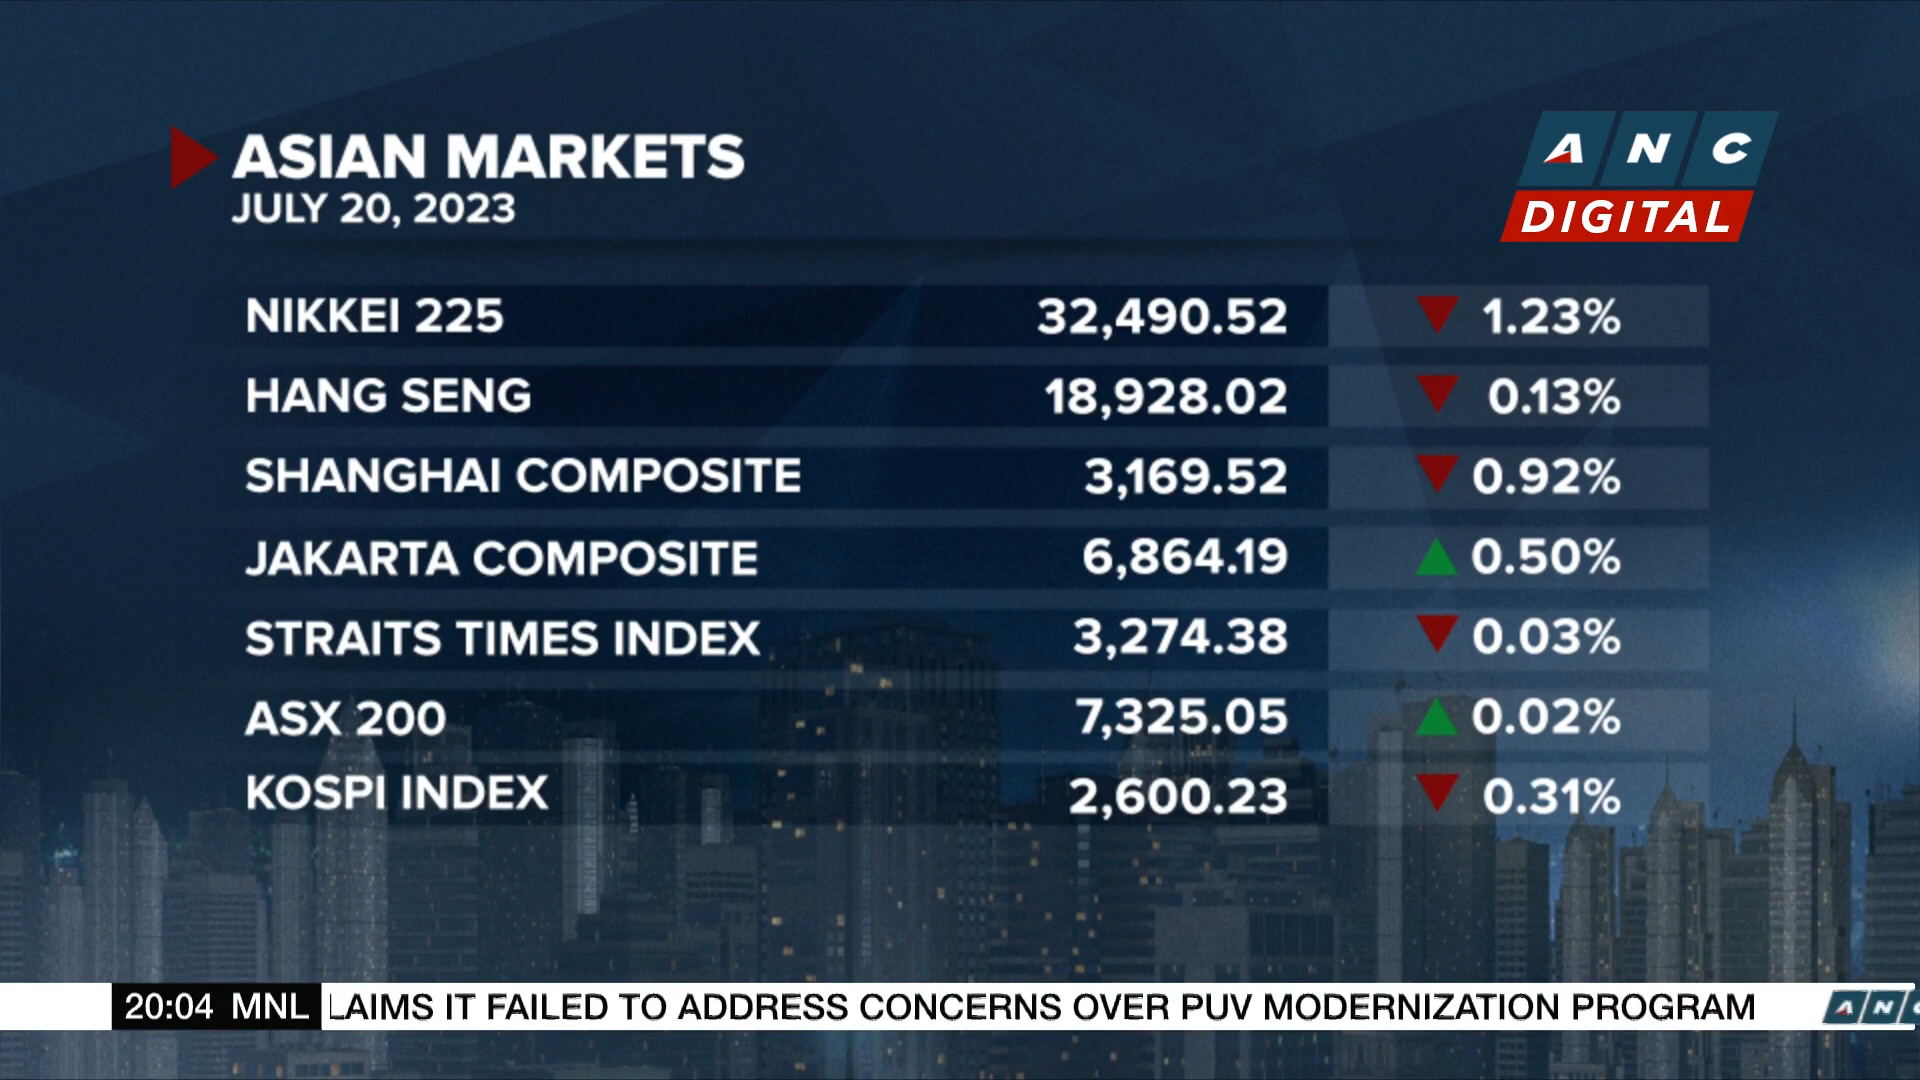 ASIAN MARKETS
JULY 20, 2023
ANC
DIGITAL
NIKKEI 225 32,490.52 ▼ 1.23%
HANG SENG 18,928.02 ▼ 0.13%
SHANGHAI COMPOSITE 3,169.52 ▼ 0.92%
JAKARTA COMPOSITE 6,864.19 ▲ 0.50%
STRAITS TIMES INDEX 3,274.38 ▼ 0.03%
ASX 200 7,325.05 ▲ 0.02%
KOSPI INDEX 2,600.23 ▼ 0.31%
20:04 MNL LAIMS IT FAILED TO ADDRESS CONCERNS OVER PUV MODERNIZATION PROGRAM ANC